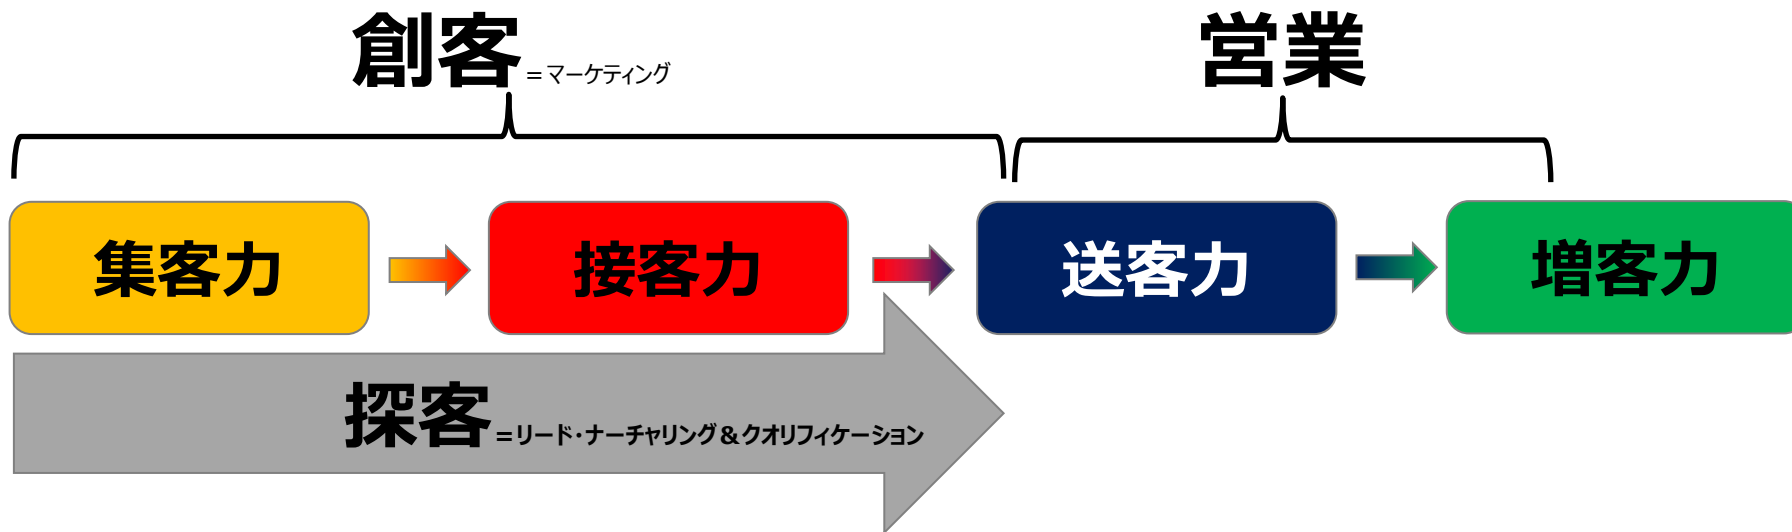 創客=マーケティング
営業
集客力
接客力
送客力
増客力
探客=リード・ナーチャリング&クオリフィケーション